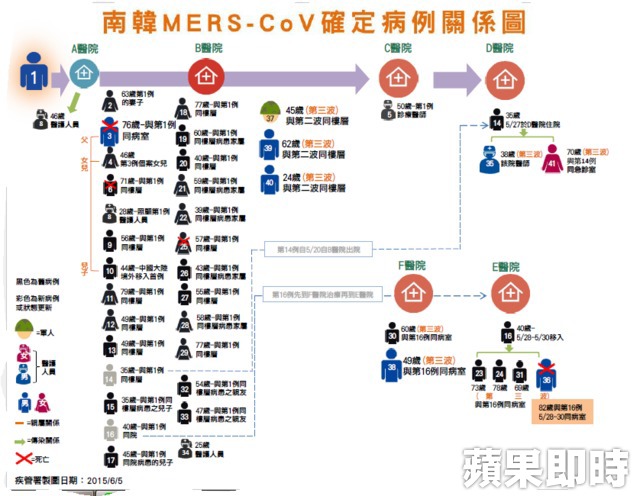 南韓MERS-CoV確定病例關係圖
A醫院
B醫院
C醫院
D醫院
1
46歲
醫護人員
2
63歲與第1例
的妻子
父
3
76歲-與第1例
同病室
女兒
4
46歲
第3例個案女兒
6
71歲-與第1例
同樓層
8
28歲-照顧第1例
醫護人員
9
56歲-與第1例
同樓層
兒子
10
44歲-中國大陸
境外移入首例
11
79歲-與第1例
同樓層
12
49歲-與第1例
同樓層
13
49歲-與第1例
同樓層
14
35歲-與第1例
同樓層
15
35歲-與第1例同
樓層病患之兒子
16
40歲-與第1例
同院
17
45歲-與第1例
同院病患的兒子
18
77歲-與第1例
同樓層
19
60歲-與第1例
同樓層病患家屬
20
40歲-與第1例
同樓層
21
59歲-與第1例
同樓層病患家屬
22
39歲-與第1例
同樓層病患家屬
25
57歲-與第1例
同樓層
26
43歲-與第1例
同樓層病患家屬
27
55歲-與第1例
同樓層
28
58歲-與第1例
同樓層病患家屬
29
77歲-與第1例
同樓層
32
54歲-與第1例同
樓層病患之親友
33
47歲-與第1例同
樓層病患之親友
34
25歲
醫護人員
37
45歲(第三波)
與第二波同樓層
39
62歲(第三波)
與第二波同樓層
40
24歲(第三波)
與第二波同樓層
5
50歲-第1例
診療醫師
14
35歲
5/27於D醫院住院
35
38歲(第三波)
該院醫師
41
70歲(第三波)
與第14例
同急診室
第14例自5/20自B醫院出院
第16例先到F醫院治療再到E醫院
F醫院
E醫院
30
60歲(第三波)
與第16例同病室
38
49歲(第三波)
與第16例同病室
16
40歲-
5/28-5/30移入
23
24
31
36
73歲
78歲
69歲
(第
三
波)
與第16例同病室
82歲與第16例
5/28-30同病室
黑色為舊病例
彩色為新病例
或狀態更新
=軍人
女
男
=醫護
人員
男
女
=親屬關係
=傳染關係
=死亡
疾管署製圖日期：2015/6/5
蘋果即時